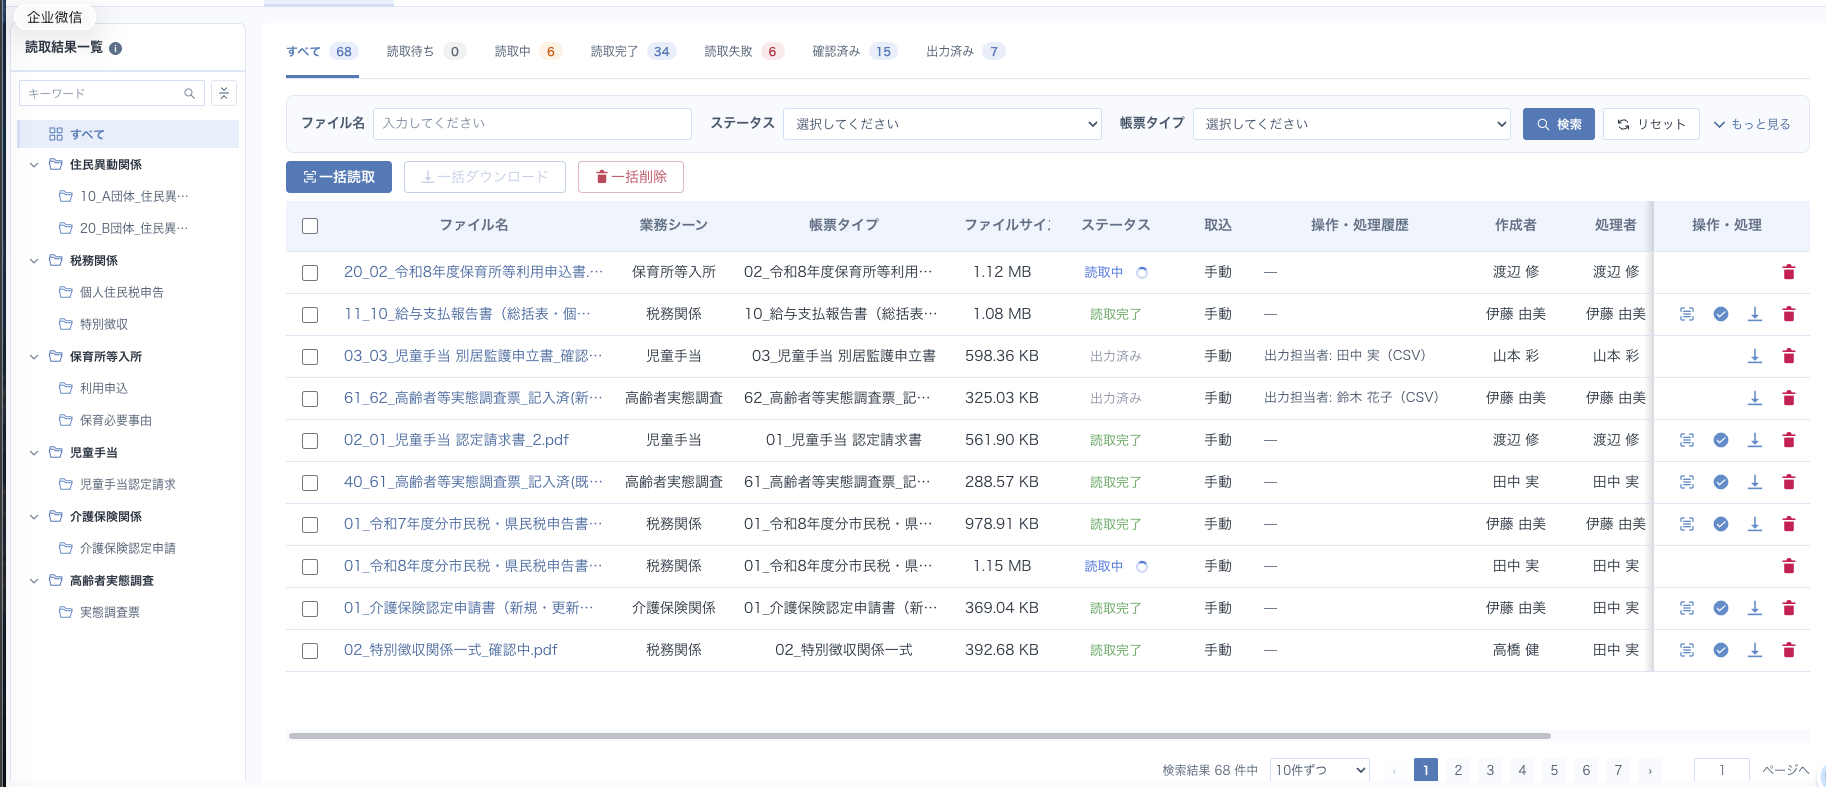 企业微信
読取結果一覧
キーワード
すべて
住民異動関係
10_A団体_住民異…
20_B団体_住民異…
税務関係
個人住民税申告
特別徴収
保育所等入所
利用申込
保育必要事由
児童手当
児童手当認定請求
介護保険関係
介護保険認定申請
高齢者実態調査
実態調査票
すべて 68 読取待ち 0 読取中 6 読取完了 34 読取失敗 6 確認済み 15 出力済み 7
ファイル名 入力してください ステータス 選択してください 帳票タイプ 選択してください 検索 リセット もっと見る
一括読取 一括ダウンロード 一括削除
ファイル名 業務シーン 帳票タイプ ファイルサイズ ステータス 取込 操作・処理履歴 作成者 処理者 操作・処理
20_02_令和8年度保育所等利用申込書.… 保育所等入所 02_令和8年度保育所等利用… 1.12 MB 読取中 手動 — 渡辺 修 渡辺 修
11_10_給与支払報告書（総括表・個… 税務関係 10_給与支払報告書（総括表… 1.08 MB 読取完了 手動 — 伊藤 由美 伊藤 由美
03_03_児童手当 別居監護申立書_確認… 児童手当 03_児童手当 別居監護申立書 598.36 KB 出力済み 手動 出力担当者: 田中 実（CSV） 山本 彩 山本 彩
61_62_高齢者等実態調査票_記入済(新… 高齢者実態調査 62_高齢者等実態調査票_記… 325.03 KB 出力済み 手動 出力担当者: 鈴木 花子（CSV） 伊藤 由美 伊藤 由美
02_01_児童手当 認定請求書_2.pdf 児童手当 01_児童手当 認定請求書 561.90 KB 読取完了 手動 — 渡辺 修 渡辺 修
40_61_高齢者等実態調査票_記入済(既… 高齢者実態調査 61_高齢者等実態調査票_記… 288.57 KB 読取完了 手動 — 田中 実 田中 実
01_令和7年度分市民税・県民税申告書… 税務関係 01_令和8年度分市民税・県… 978.91 KB 読取完了 手動 — 伊藤 由美 伊藤 由美
01_令和8年度分市民税・県民税申告書… 税務関係 01_令和8年度分市民税・県… 1.15 MB 読取中 手動 — 田中 実 田中 実
01_介護保険認定申請書（新規・更新… 介護保険関係 01_介護保険認定申請書（新… 369.04 KB 読取完了 手動 — 伊藤 由美 田中 実
02_特別徴収関係一式_確認中.pdf 税務関係 02_特別徴収関係一式 392.68 KB 読取完了 手動 — 高橋 健 田中 実
検索結果 68 件中 10件ずつ ‹ 1 2 3 4 5 6 7 › 1 ページへ